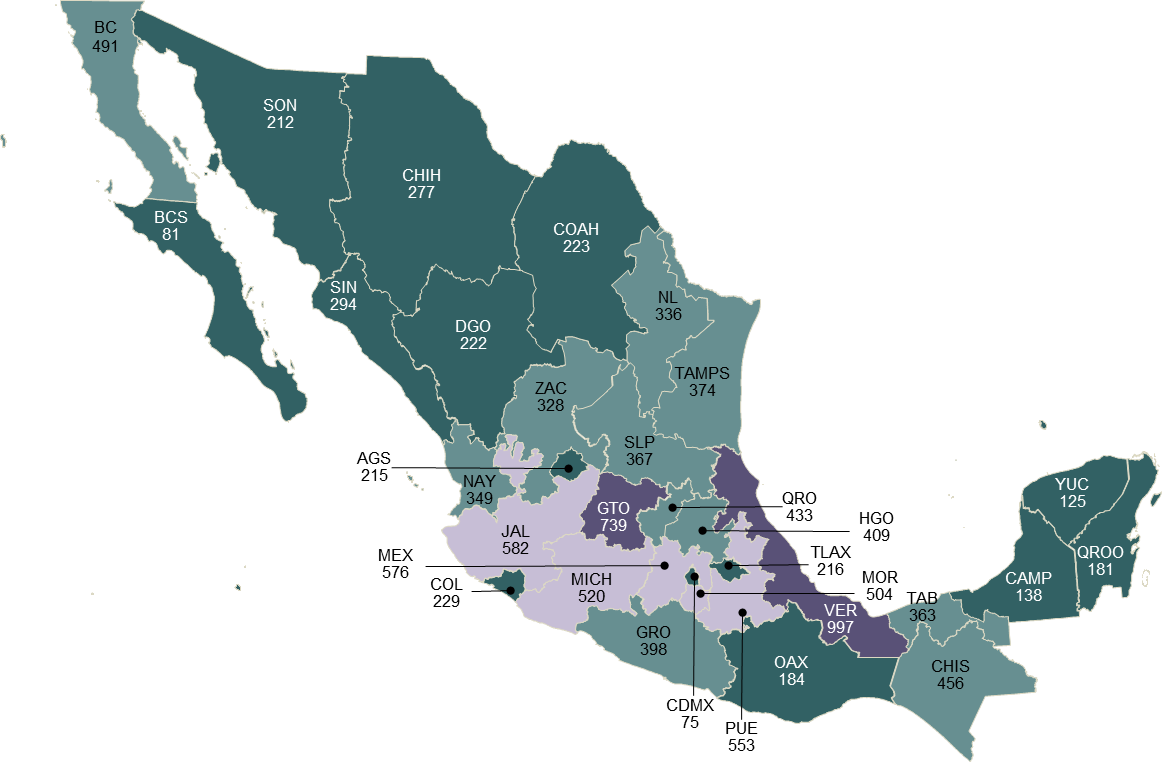 BC
491
SON
212
CHIH
277
BCS
81
COAH
223
SIN
294
NL
336
DGO
222
TAMPS
374
ZAC
328
SLP
367
AGS
215
NAY
349
YUC
125
GTO
739
QRO
433
HGO
409
JAL
582
QROO
181
MEX
576
TLAX
216
COL
229
MICH
520
MOR
504
CAMP
138
TAB
363
VER
997
GRO
398
OAX
184
CHIS
456
CDMX
75
PUE
553